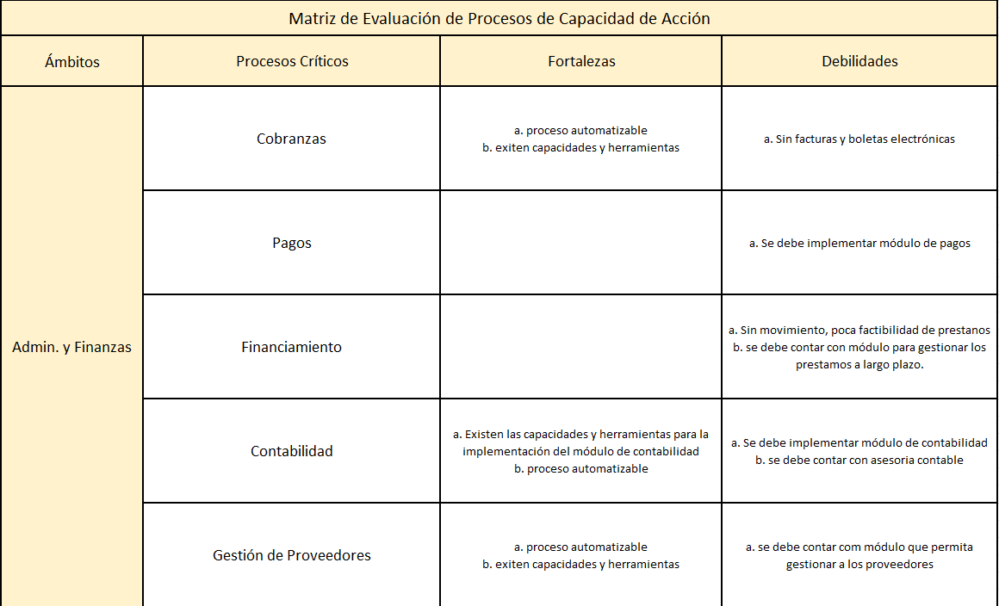 Matriz de Evaluación de Procesos de Capacidad de Acción
Ámbitos
Procesos Críticos
Fortalezas
Debilidades
Admin. y Finanzas
Cobranzas
a. proceso automatizable
b. exiten capacidades y herramientas
a. Sin facturas y boletas electrónicas
Pagos
a. Se debe implementar módulo de pagos
Financiamiento
a. Sin movimiento, poca factibilidad de prestanos
b. se debe contar con módulo para gestionar los
prestamos a largo plazo.
Contabilidad
a. Existen las capacidades y herramientas para la
implementación del módulo de contabilidad
b. proceso automatizable
a. Se debe implementar módulo de contabilidad
b. se debe contar con asesoria contable
Gestión de Proveedores
a. proceso automatizable
b. exiten capacidades y herramientas
a. se debe contar com módulo que permita
gestionar a los proveedores